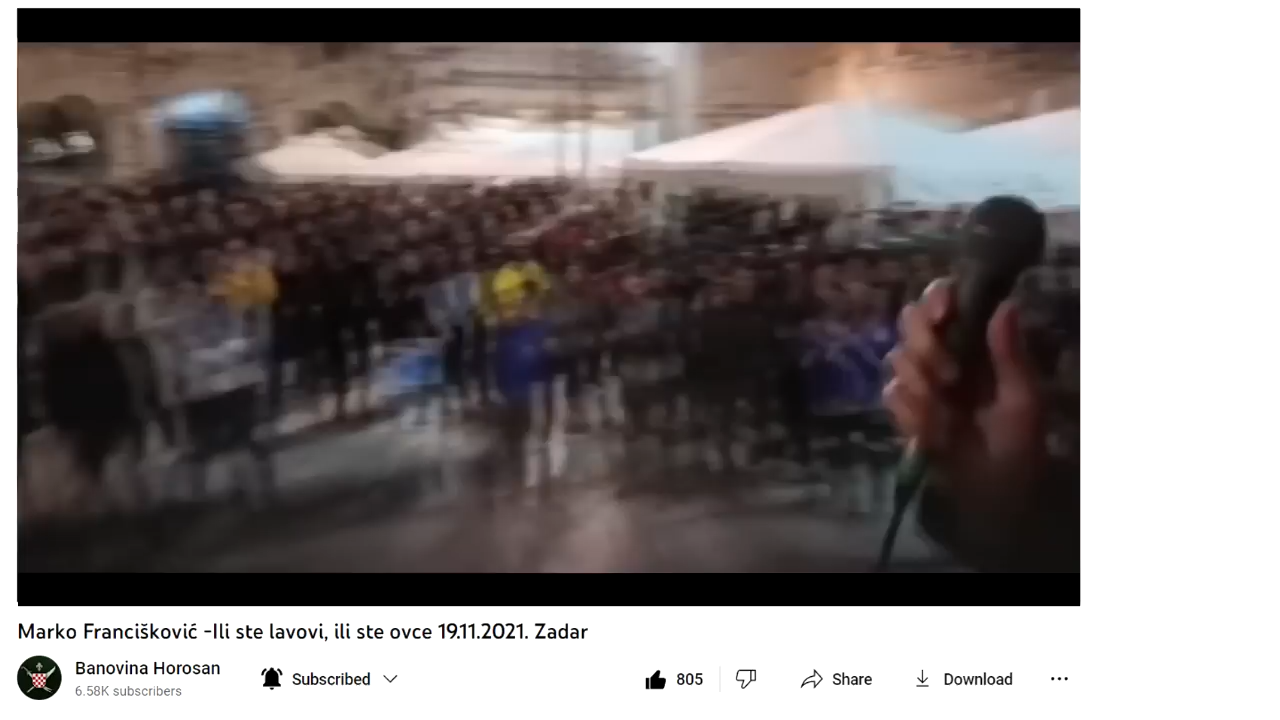 Marko Francišković -Ili ste lavovi, ili ste ovce 19.11.2021. Zadar
Banovina Horosan
6.58K subscribers
Subscribed
805
Share
Download